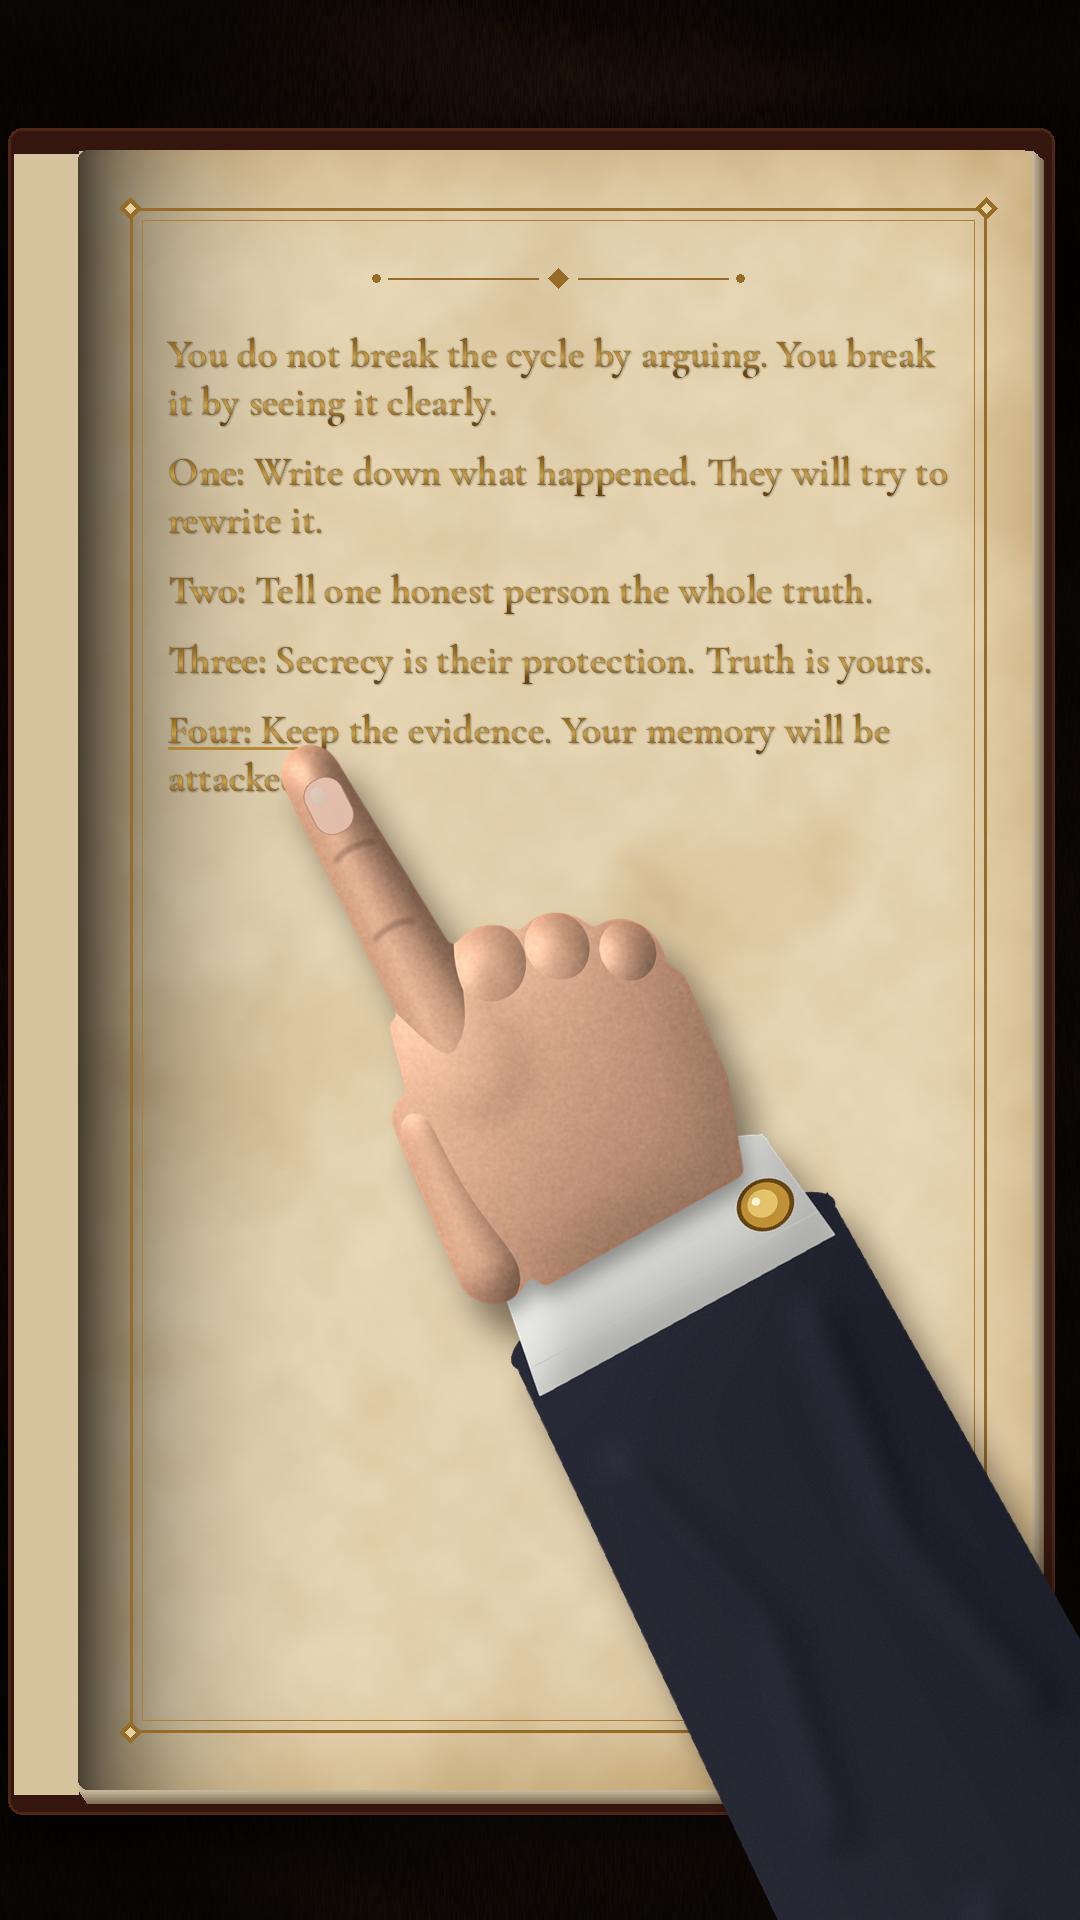 You do not break the cycle by arguing. You break
it by seeing it clearly.
One: Write down what happened. They will try to
rewrite it.
Two: Tell one honest person the whole truth.
Three: Secrecy is their protection. Truth is yours.
Four: Keep the evidence. Your memory will be